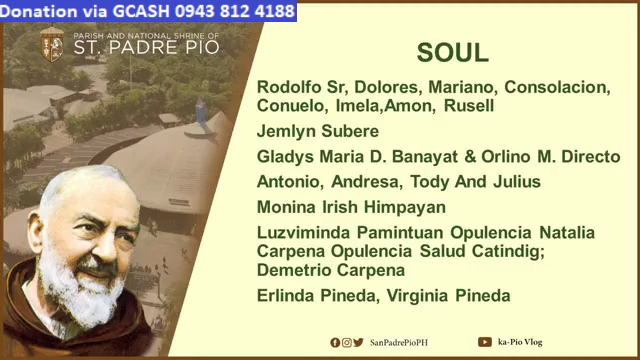 Donation via GCASH 0943 812 4188
PARISH AND NATIONAL SHRINE OF
ST. PADRE PIO
SOUL
Rodolfo Sr, Dolores, Mariano, Consolacion,
Conuelo, Imela,Amon, Rusell
Jemlyn Subere
Gladys Maria D. Banayat & Orlino M. Directo
Antonio, Andresa, Tody And Julius
Monina Irish Himpayan
Luzviminda Pamintuan Opulencia Natalia
Carpena Opulencia Salud Catindig;
Demetrio Carpena
Erlinda Pineda, Virginia Pineda
SanPadrePioPH
ka-Pio Vlog